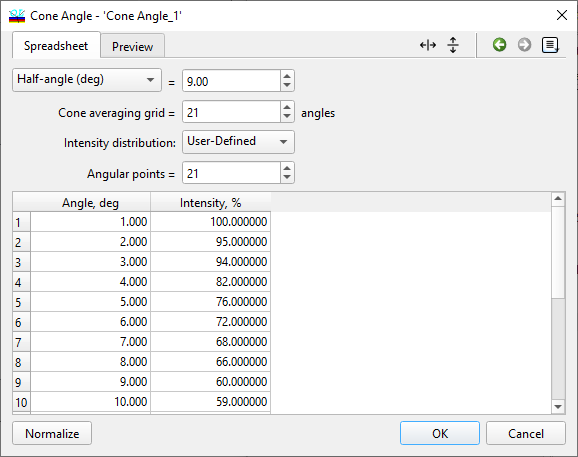 Cone Angle - 'Cone Angle_1'
Spreadsheet Preview
Half-angle (deg) = 9.00
Cone averaging grid = 21 angles
Intensity distribution: User-Defined
Angular points = 21
Angle, deg Intensity, %
1 1.000 100.000000
2 2.000 95.000000
3 3.000 94.000000
4 4.000 82.000000
5 5.000 76.000000
6 6.000 72.000000
7 7.000 68.000000
8 8.000 66.000000
9 9.000 60.000000
10 10.000 59.000000
Normalize OK Cancel